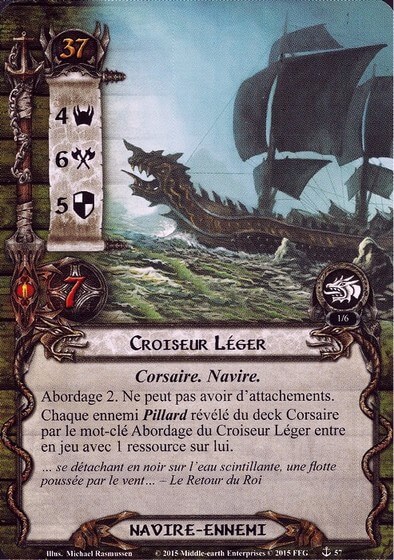 37
4
6
5
7
1/6
Croiseur Léger
Corsaire. Navire.
Abordage 2. Ne peut pas avoir d'attachements.
Chaque ennemi Pillard révélé du deck Corsaire
par le mot-clé Abordage du Croiseur Léger entre
en jeu avec 1 ressource sur lui.
... se détachant en noir sur l'eau scintillante, une flotte
poussée par le vent... – Le Retour du Roi
NAVIRE-ENNEMI
Illus. Michael Rasmussen © 2015 Middle-earth Enterprises © 2015 FFG 57